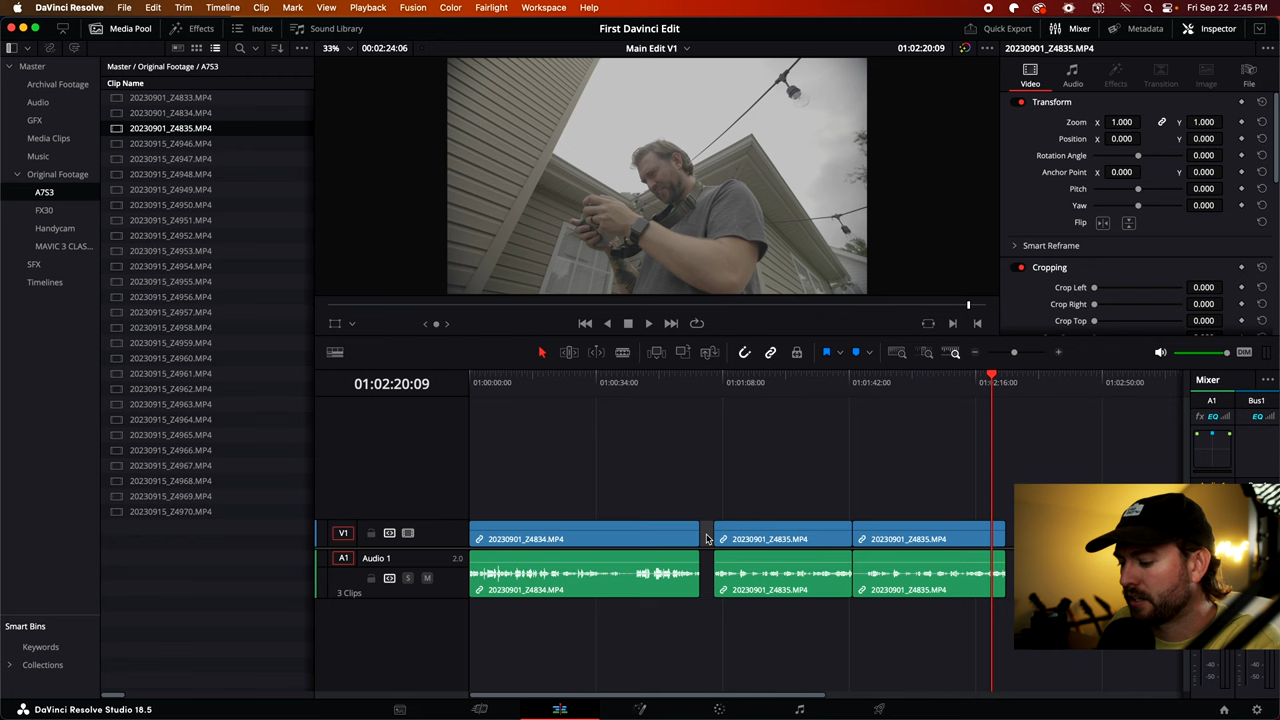 DaVinci Resolve File Edit Trim Timeline Clip Mark View Playback Fusion Color Fairlight Workspace Help Fri Sep 22 2:45 PM
Media Pool Effects Index Sound Library First DaVinci Edit Quick Export Mixer Metadata Inspector
33% 00:02:24:06 Main Edit V1 01:02:20:09 20230901_Z4835.MP4
Master Master / Original Footage / A7S3
Clip Name
Archival Footage
Audio
GFX
Media Clips
Music
Original Footage
A7S3
FX30
Handycam
MAVIC 3 CLAS...
SFX
Timelines
20230901_Z4833.MP4
20230901_Z4834.MP4
20230901_Z4835.MP4
20230915_Z4946.MP4
20230915_Z4947.MP4
20230915_Z4948.MP4
20230915_Z4949.MP4
20230915_Z4950.MP4
20230915_Z4951.MP4
20230915_Z4952.MP4
20230915_Z4953.MP4
20230915_Z4954.MP4
20230915_Z4955.MP4
20230915_Z4956.MP4
20230915_Z4957.MP4
20230915_Z4958.MP4
20230915_Z4959.MP4
20230915_Z4960.MP4
20230915_Z4961.MP4
20230915_Z4962.MP4
20230915_Z4963.MP4
20230915_Z4964.MP4
20230915_Z4965.MP4
20230915_Z4966.MP4
20230915_Z4967.MP4
20230915_Z4968.MP4
20230915_Z4969.MP4
20230915_Z4970.MP4
Smart Bins
Keywords
Collections
Video Audio Effects Transition Image File
Transform
Zoom X 1.000 Y 1.000
Position X 0.000 Y 0.000
Rotation Angle 0.000
Anchor Point X 0.000 Y 0.000
Pitch 0.000
Yaw 0.000
Flip
Smart Reframe
Cropping
Crop Left 0.000
Crop Right 0.000
Crop Top 0.000
DIM
01:02:20:09 01:00:00:00 01:00:34:00 01:01:08:00 01:01:42:00 01:02:16:00 01:02:50:00
Mixer
A1 Bus1
fx EQ EQ
V1
20230901_Z4834.MP4 20230901_Z4835.MP4 20230901_Z4835.MP4
A1 Audio 1 2.0
S M
3 Clips 20230901_Z4834.MP4 20230901_Z4835.MP4 20230901_Z4835.MP4
-40 -40
-50 -50
DaVinci Resolve Studio 18.5